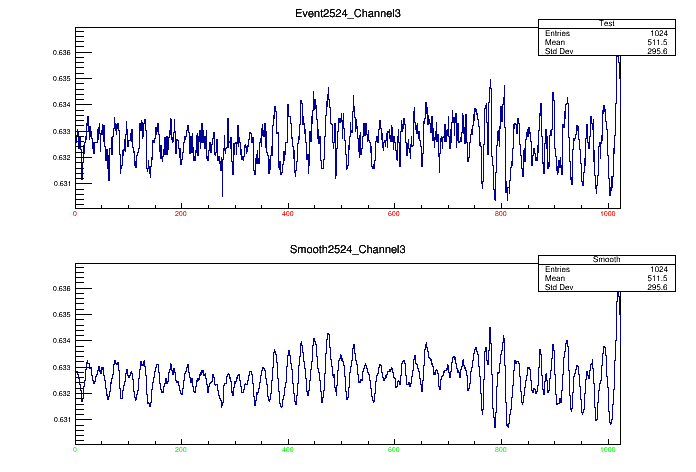 Event2524_Channel3
Test
Entries 1024
Mean 511.5
Std Dev 295.6
0.636
0.635
0.634
0.633
0.632
0.631
0 200 400 600 800 1000
Smooth2524_Channel3
Smooth
Entries 1024
Mean 511.5
Std Dev 295.6
0.636
0.635
0.634
0.633
0.632
0.631
0 200 400 600 800 1000